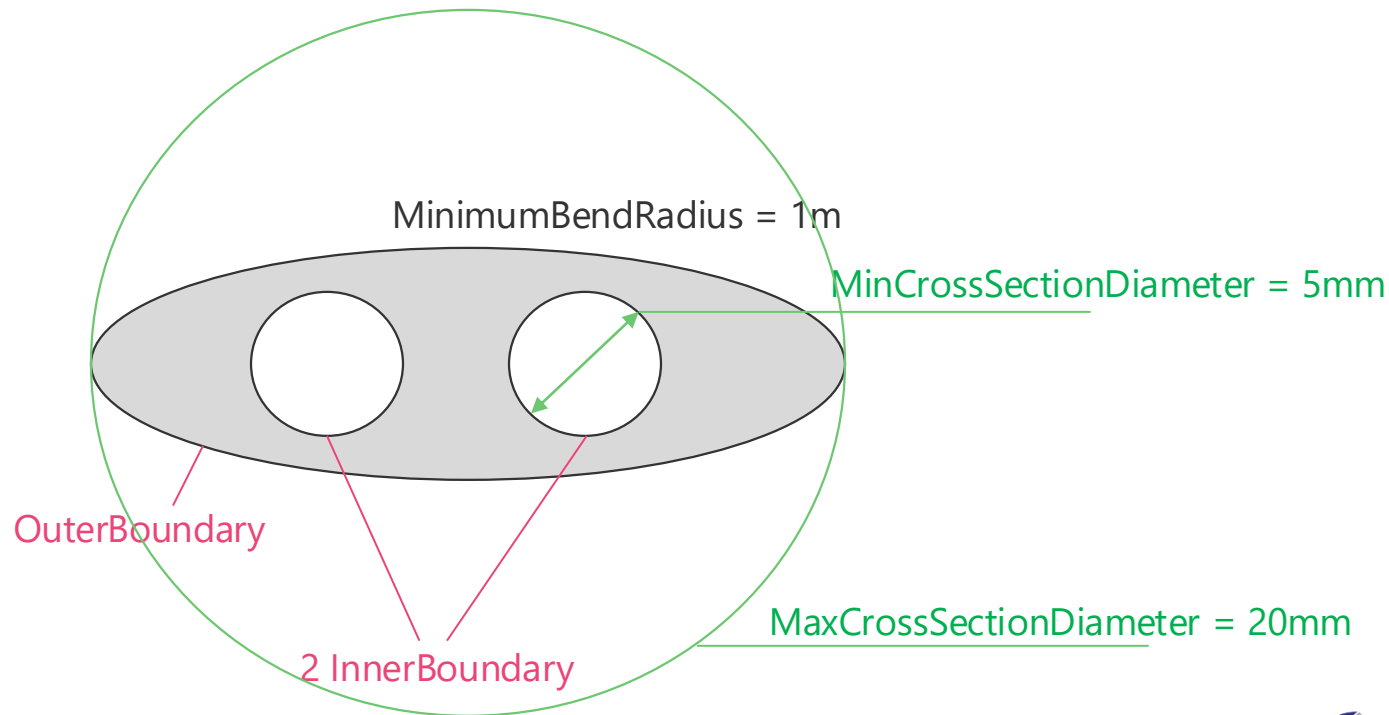 MinimumBendRadius = 1m
MinCrossSectionDiameter = 5mm
OuterBoundary
MaxCrossSectionDiameter = 20mm
2 InnerBoundary